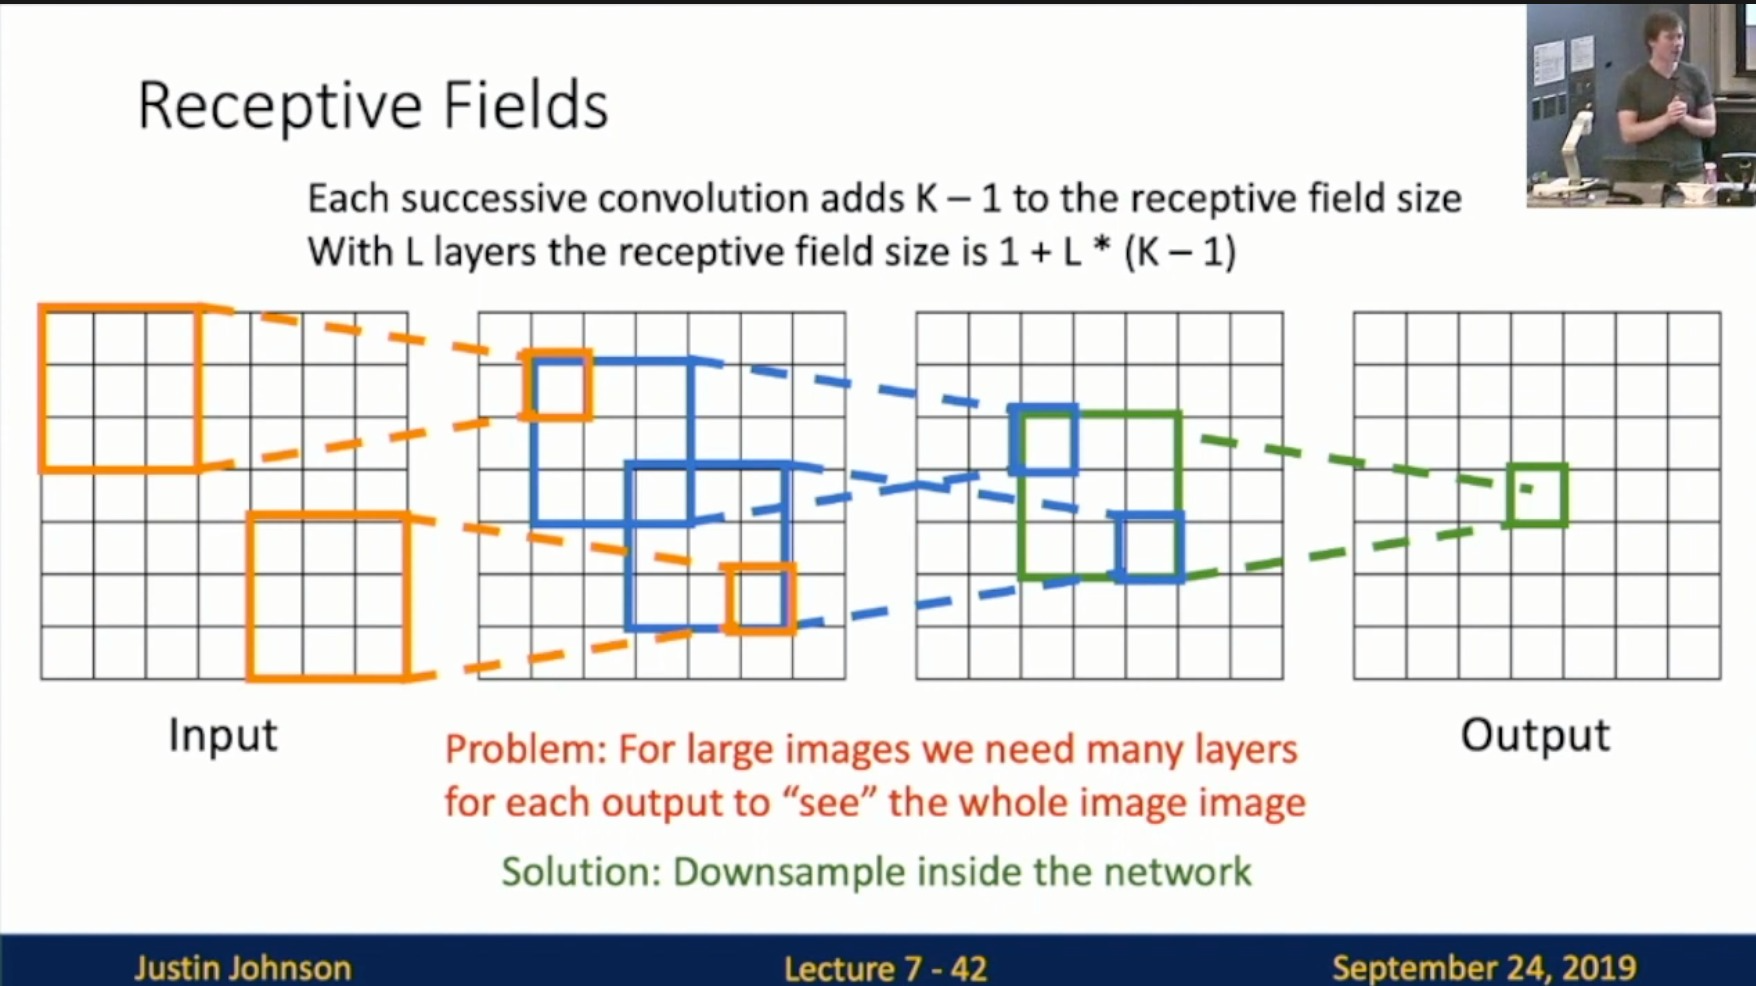 Receptive Fields
Each successive convolution adds K – 1 to the receptive field size
With L layers the receptive field size is 1 + L * (K – 1)
Input
Output
Problem: For large images we need many layers
for each output to “see” the whole image image
Solution: Downsample inside the network
Justin Johnson
Lecture 7 - 42
September 24, 2019